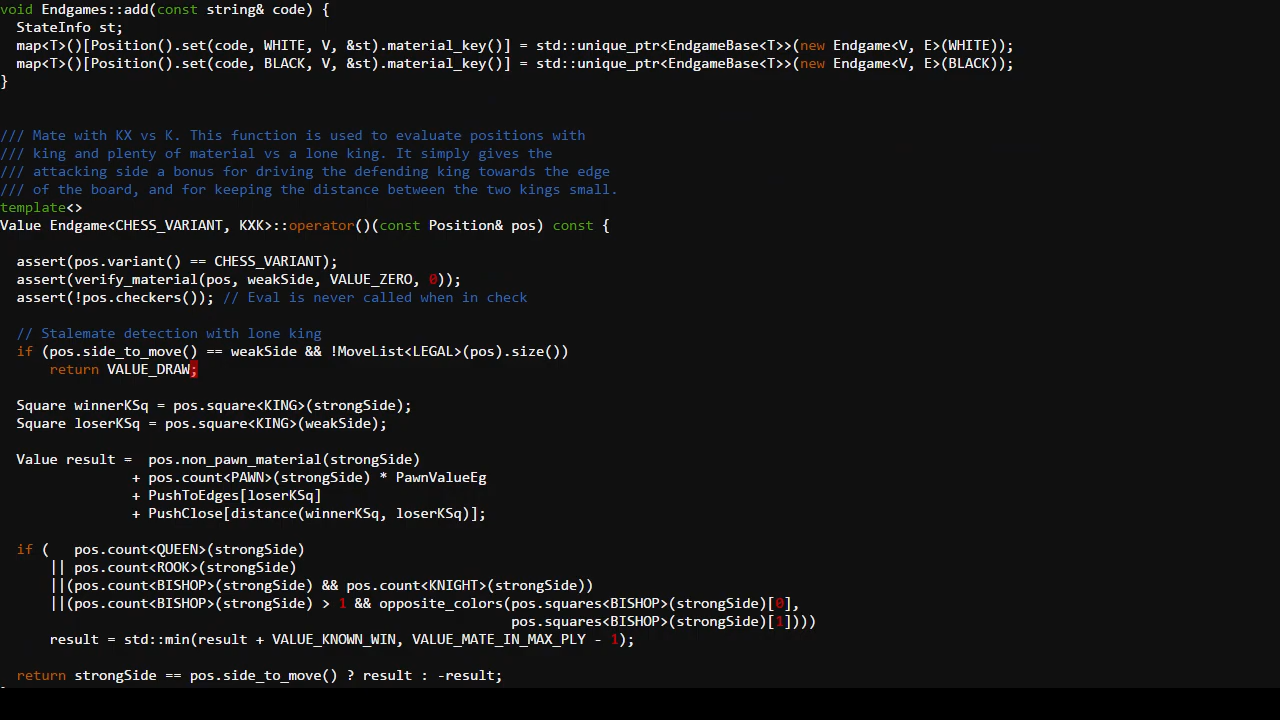 void Endgames::add(const string& code) {
  StateInfo st;
  map<T>()[Position().set(code, WHITE, V, &st).material_key()] = std::unique_ptr<EndgameBase<T>>(new Endgame<V, E>(WHITE));
  map<T>()[Position().set(code, BLACK, V, &st).material_key()] = std::unique_ptr<EndgameBase<T>>(new Endgame<V, E>(BLACK));
}
/// Mate with KX vs K. This function is used to evaluate positions with
/// king and plenty of material vs a lone king. It simply gives the
/// attacking side a bonus for driving the defending king towards the edge
/// of the board, and for keeping the distance between the two kings small.
template<>
Value Endgame<CHESS_VARIANT, KXK>::operator()(const Position& pos) const {
  assert(pos.variant() == CHESS_VARIANT);
  assert(verify_material(pos, weakSide, VALUE_ZERO, 0));
  assert(!pos.checkers()); // Eval is never called when in check
  // Stalemate detection with lone king
  if (pos.side_to_move() == weakSide && !MoveList<LEGAL>(pos).size())
      return VALUE_DRAW;
  Square winnerKSq = pos.square<KING>(strongSide);
  Square loserKSq = pos.square<KING>(weakSide);
  Value result =  pos.non_pawn_material(strongSide)
                + pos.count<PAWN>(strongSide) * PawnValueEg
                + PushToEdges[loserKSq]
                + PushClose[distance(winnerKSq, loserKSq)];
  if (   pos.count<QUEEN>(strongSide)
      || pos.count<ROOK>(strongSide)
      ||(pos.count<BISHOP>(strongSide) && pos.count<KNIGHT>(strongSide))
      ||(pos.count<BISHOP>(strongSide) > 1 && opposite_colors(pos.squares<BISHOP>(strongSide)[0],
                                                              pos.squares<BISHOP>(strongSide)[1])))
      result = std::min(result + VALUE_KNOWN_WIN, VALUE_MATE_IN_MAX_PLY - 1);
  return strongSide == pos.side_to_move() ? result : -result;